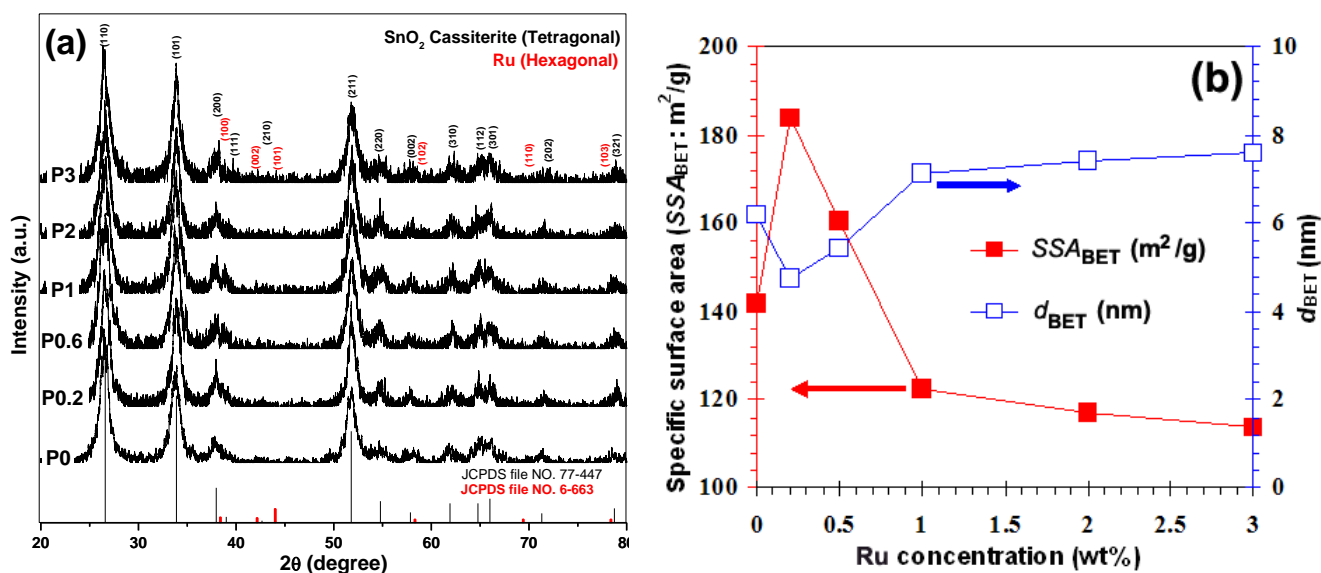 (a)
SnO2 Cassiterite (Tetragonal)
Ru (Hexagonal)
(110)
(101)
(200)
(100)
(111)
(002)
(210)
(101)
(211)
(220)
(002)
(102)
(310)
(112)
(301)
(110)
(202)
(103)
(321)
P3
P2
P1
P0.6
P0.2
P0
JCPDS file NO. 77-447
JCPDS file NO. 6-663
Intensity (a.u.)
20 30 40 50 60 70 80
2θ (degree)
(b)
Specific surface area (SSABET: m2/g)
200
180
160
140
120
100
SSABET (m2/g)
dBET (nm)
10
8
6
4
2
0
dBET (nm)
0 0.5 1 1.5 2 2.5 3
Ru concentration (wt%)